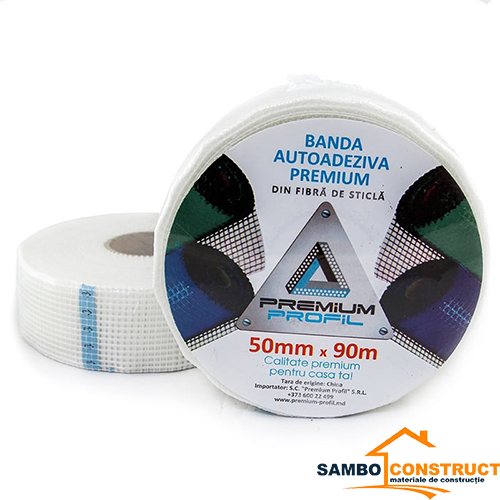 BANDA
AUTOADEZIVA
PREMIUM
DIN FIBRĂ DE STICLĂ
PREMIUM
PROFIL
50mm x 90m
Calitate premium
pentru casa ta!
Tara de origine: China
Importator: S.C. "Premium Profil" S.R.L.
+373 600 22 499
www.premium-profil.md
SAMBO CONSTRUCT
materiale de construcție